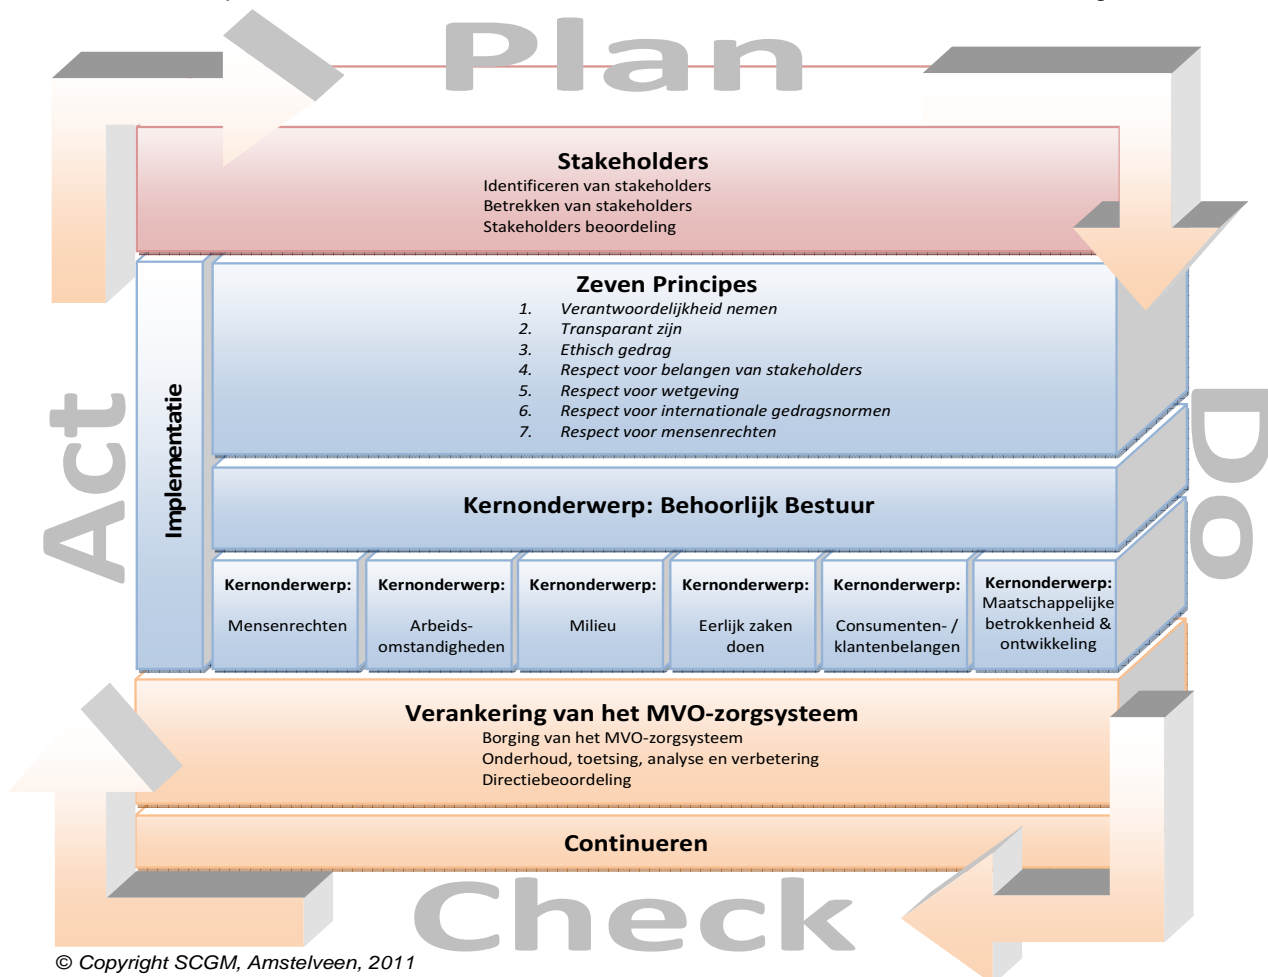 Plan
Stakeholders
Identificeren van stakeholders
Betrekken van stakeholders
Stakeholders beoordeling
Zeven Principes
1. Verantwoordelijkheid nemen
2. Transparant zijn
3. Ethisch gedrag
4. Respect voor belangen van stakeholders
5. Respect voor wetgeving
6. Respect voor internationale gedragsnormen
7. Respect voor mensenrechten
Act
Implementatie
Do
Kernonderwerp: Behoorlijk Bestuur
Kernonderwerp:
Mensenrechten
Kernonderwerp:
Arbeids-
omstandigheden
Kernonderwerp:
Milieu
Kernonderwerp:
Eerlijk zaken
doen
Kernonderwerp:
Consumenten- /
klantenbelangen
Kernonderwerp:
Maatschappelijke
betrokkenheid &
ontwikkeling
Verankering van het MVO-zorgsysteem
Borging van het MVO-zorgsysteem
Onderhoud, toetsing, analyse en verbetering
Directiebeoordeling
Continueren
Check
© Copyright SCGM, Amstelveen, 2011